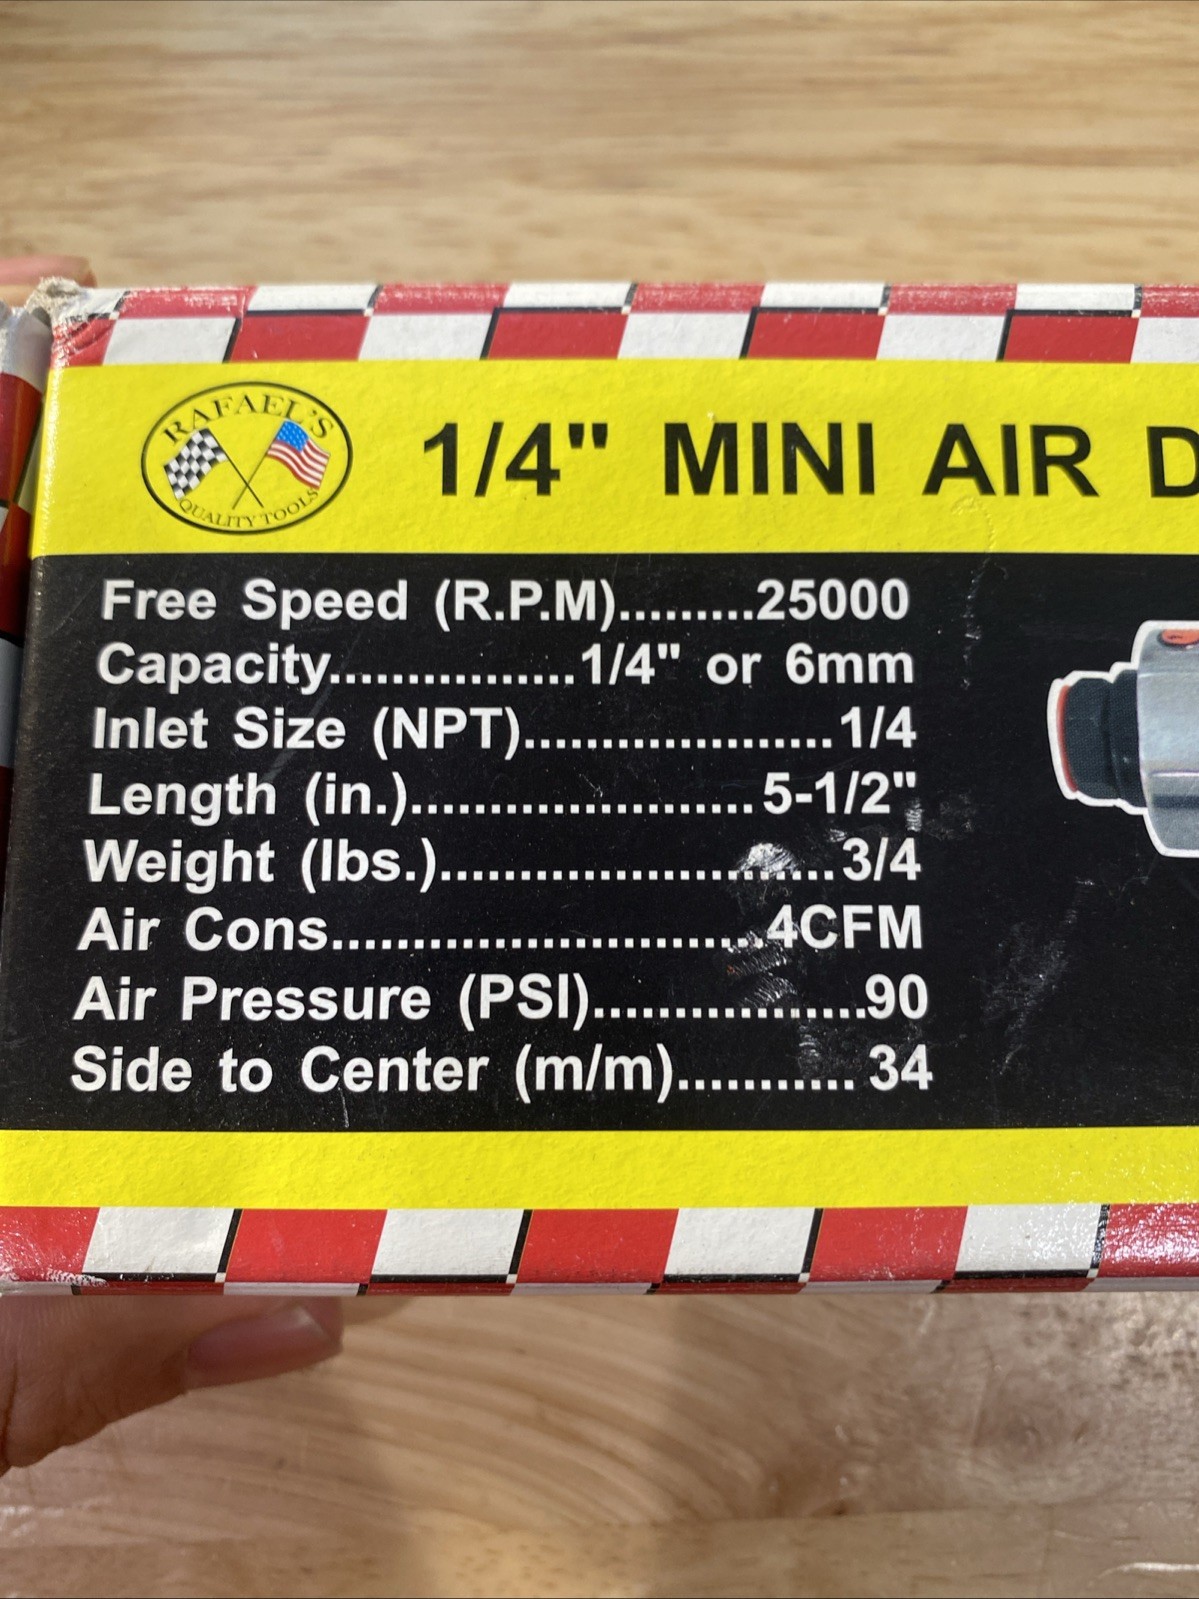 RAFAEL'S
QUALITY TOOLS
1/4" MINI AIR D
Free Speed (R.P.M).........25000
Capacity................1/4" or 6mm
Inlet Size (NPT)....................1/4
Length (in.)......................5-1/2"
Weight (lbs.).........................3/4
Air Cons...........................4CFM
Air Pressure (PSI).................90
Side to Center (m/m)........... 34